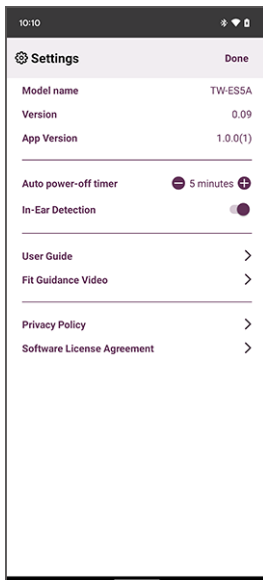 10:10
Settings Done
Model name TW-ES5A
Version 0.09
App Version 1.0.0(1)
Auto power-off timer 5 minutes
In-Ear Detection
User Guide
Fit Guidance Video
Privacy Policy
Software License Agreement